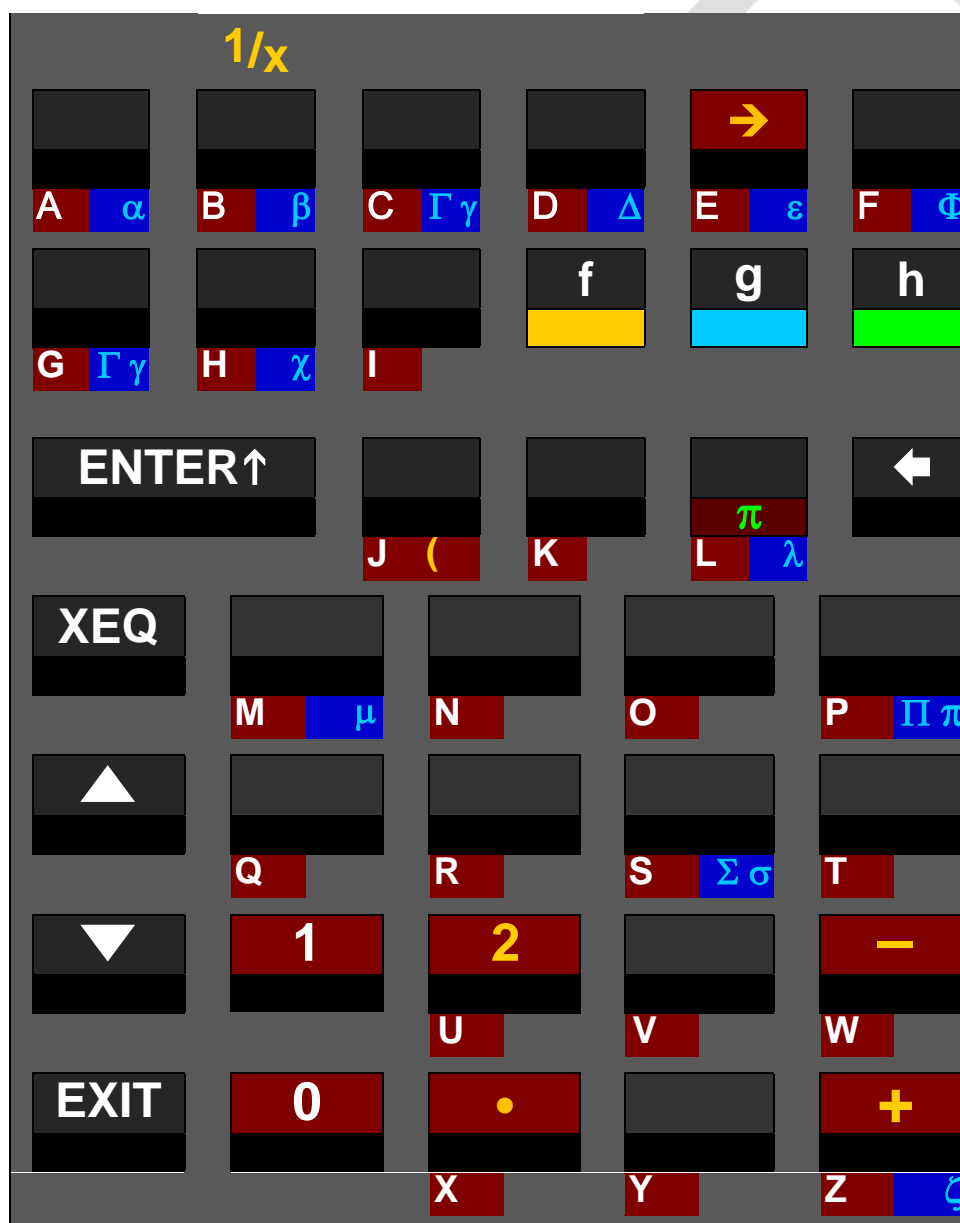 1/x
→
A α B β C Γ γ D Δ E ε F Φ
f g h
G Γ γ H χ I
ENTER↑ 🡸
π
J ( K L λ
XEQ
M μ N O P Π π
▲
Q R S Σ σ T
▼ 1 2 −
U V W
EXIT 0 • +
X Y Z ζ